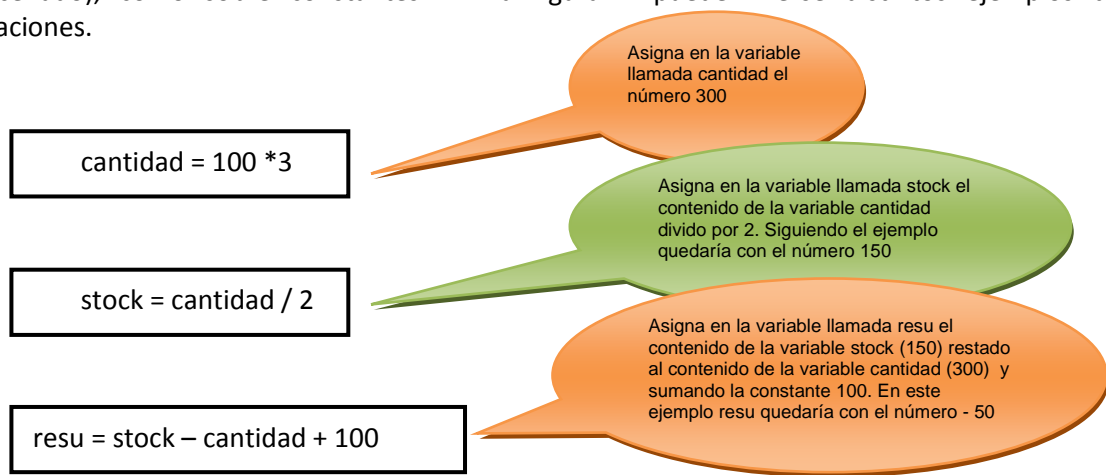 aciones.
Asigna en la variable
llamada cantidad el
número 300
cantidad = 100 *3
Asigna en la variable llamada stock el
contenido de la variable cantidad
divido por 2. Siguiendo el ejemplo
quedaría con el número 150
stock = cantidad / 2
Asigna en la variable llamada resu el
contenido de la variable stock (150) restado
al contenido de la variable cantidad (300) y
sumando la constante 100. En este
ejemplo resu quedaría con el número - 50
resu = stock – cantidad + 100